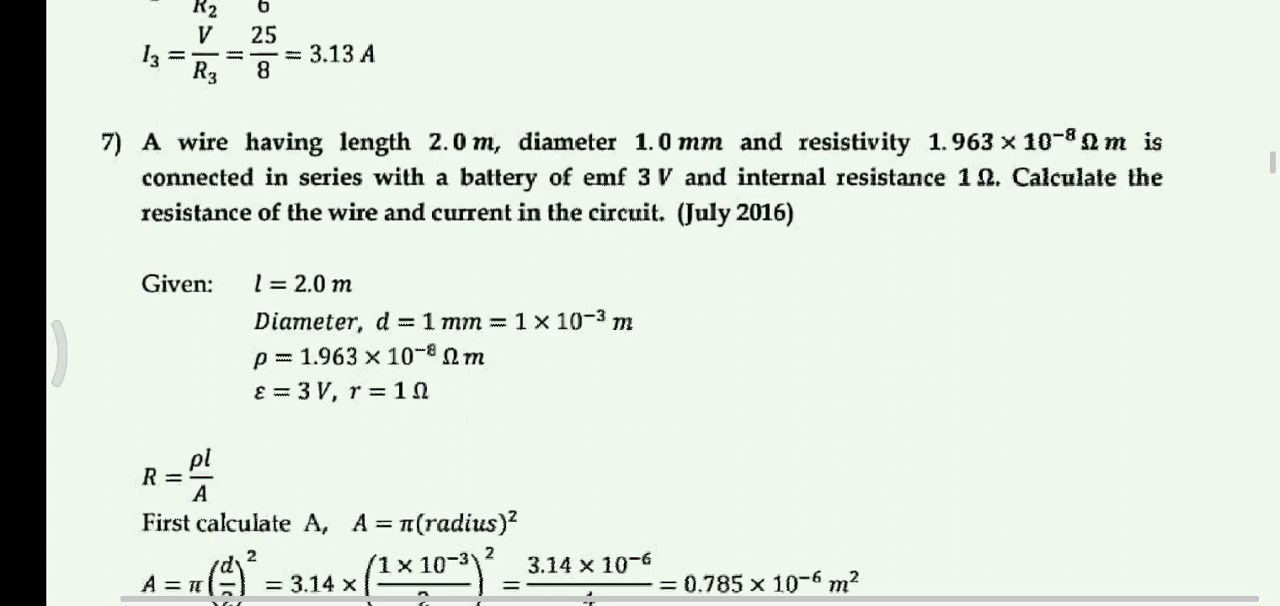 R₂ 6
I₃ = V/R₃ = 25/8 = 3.13 A
7) A wire having length 2.0 m, diameter 1.0 mm and resistivity 1.963 × 10⁻⁸ Ω m is
connected in series with a battery of emf 3 V and internal resistance 1 Ω. Calculate the
resistance of the wire and current in the circuit. (July 2016)
Given: l = 2.0 m
Diameter, d = 1 mm = 1 × 10⁻³ m
ρ = 1.963 × 10⁻⁸ Ω m
ε = 3 V, r = 1 Ω
R = ρl/A
First calculate A, A = π(radius)²
A = π(d/2)² = 3.14 × (1 × 10⁻³/2)² = 3.14 × 10⁻⁶/4 = 0.785 × 10⁻⁶ m²